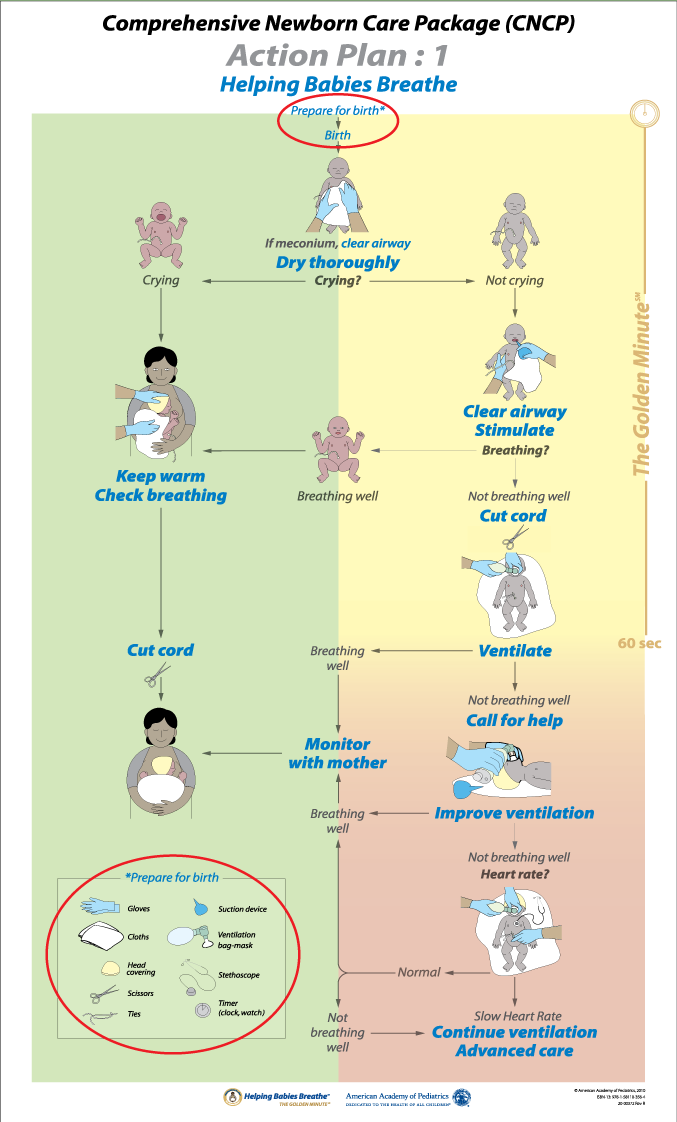 Comprehensive Newborn Care Package (CNCP)
Action Plan : 1
Helping Babies Breathe
Prepare for birth*
Birth
If meconium, clear airway
Dry thoroughly
Crying
Crying?
Not crying
The Golden Minute℠
Clear airway
Stimulate
Breathing?
Keep warm
Check breathing
Breathing well
Not breathing well
Cut cord
Cut cord
Breathing
well
Ventilate
60 sec
Not breathing well
Call for help
Monitor
with mother
Breathing
well
Improve ventilation
Not breathing well
Heart rate?
*Prepare for birth
Gloves
Suction device
Cloths
Ventilation
bag-mask
Head
covering
Stethoscope
Scissors
Timer
(clock, watch)
Ties
Normal
Not
breathing
well
Slow Heart Rate
Continue ventilation
Advanced care
Helping Babies Breathe
THE GOLDEN MINUTE
American Academy of Pediatrics
DEDICATED TO THE HEALTH OF ALL CHILDREN
© American Academy of Pediatrics, 2010